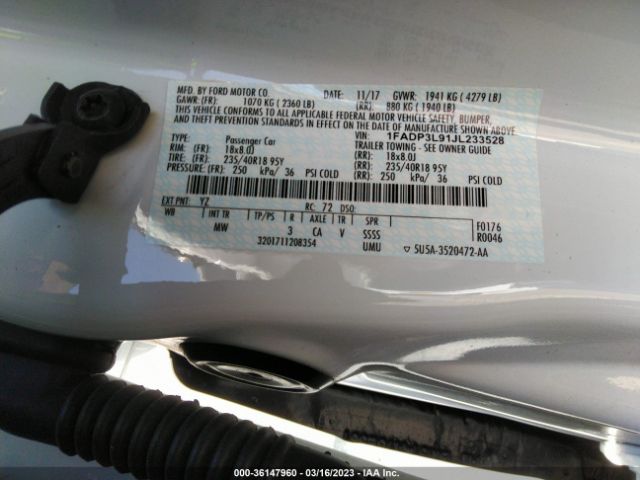 MFD. BY FORD MOTOR CO. DATE: 11/17 GVWR: 1941 KG ( 4279 LB)
GAWR: (FR): 1070 KG ( 2360 LB) (RR): 880 KG ( 1940 LB)
THIS VEHICLE CONFORMS TO ALL APPLICABLE FEDERAL MOTOR VEHICLE SAFETY, BUMPER,
AND THEFT PREVENTION STANDARDS IN EFFECT ON THE DATE OF MANUFACTURE SHOWN ABOVE.
VIN: 1FADP3L91JL233528
TYPE: Passenger Car TRAILER TOWING - SEE OWNER GUIDE
RIM: (FR): 18x8.0J (RR): 18x8.0J
TIRE: (FR): 235/40R18 95Y (RR): 235/40R18 95Y
PRESSURE: (FR): 250 kPa/ 36 PSI COLD (RR): 250 kPa/ 36 PSI COLD
EXT PNT: YZ RC: 72 DSO:
WB INT TR TP/PS R AXLE TR SPR
MW 3 CA V SSSS
UMU
F0176
R0046
3201711208354 5U5A-3520472-AA
000-36147960 - 03/16/2023 - IAA Inc.